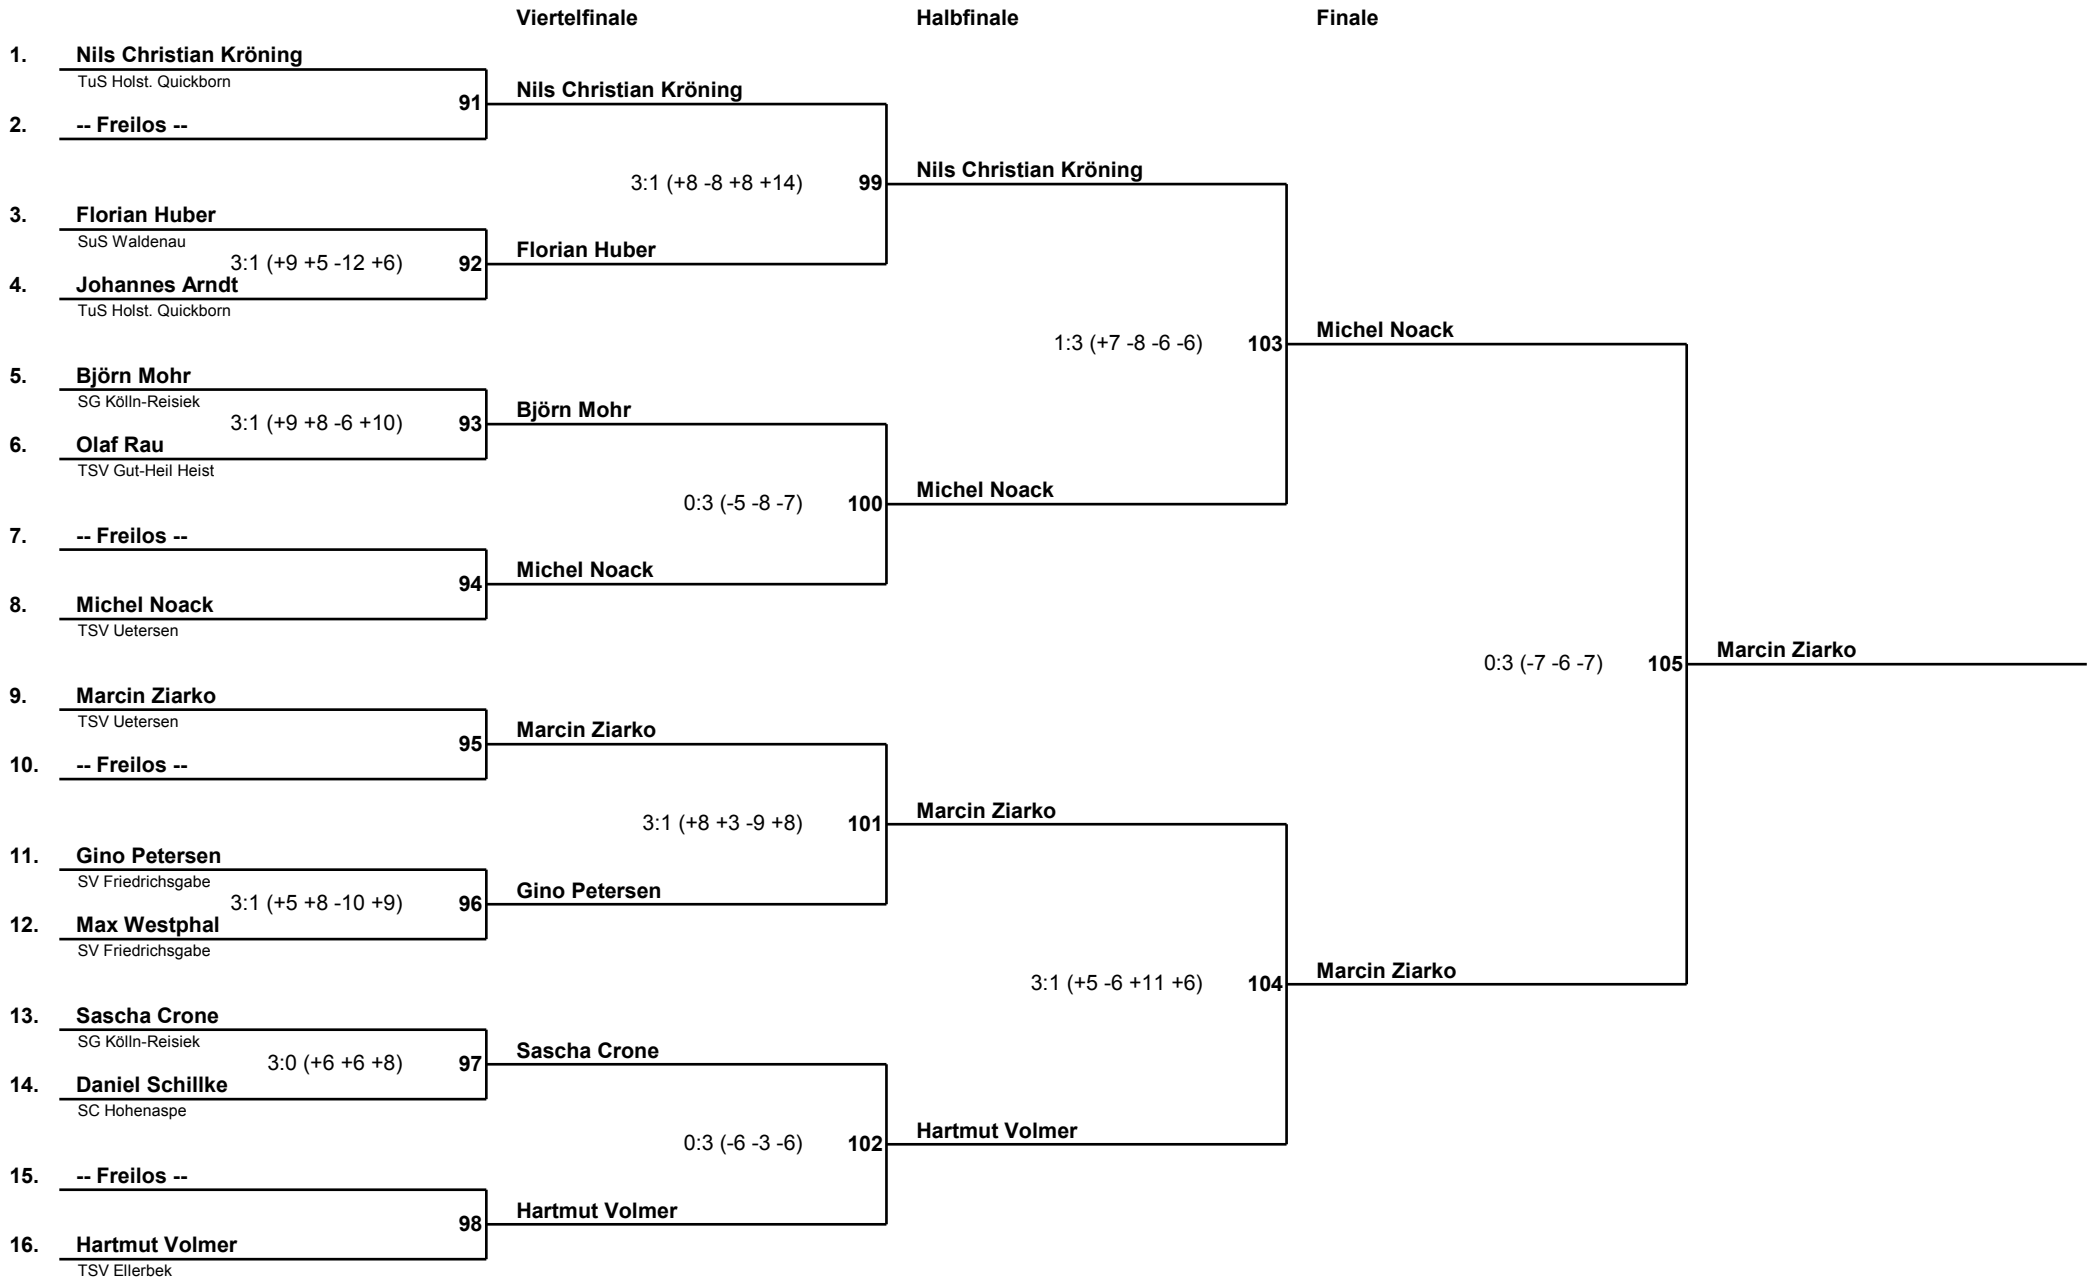 Viertelfinale Halbfinale Finale
1. Nils Christian Kröning
TuS Holst. Quickborn
91 Nils Christian Kröning
2. -- Freilos --
3:1 (+8 -8 +8 +14) 99 Nils Christian Kröning
3. Florian Huber
SuS Waldenau
3:1 (+9 +5 -12 +6) 92 Florian Huber
4. Johannes Arndt
TuS Holst. Quickborn
1:3 (+7 -8 -6 -6) 103 Michel Noack
5. Björn Mohr
SG Kölln-Reisiek
3:1 (+9 +8 -6 +10) 93 Björn Mohr
6. Olaf Rau
TSV Gut-Heil Heist
0:3 (-5 -8 -7) 100 Michel Noack
7. -- Freilos --
94 Michel Noack
8. Michel Noack
TSV Uetersen
0:3 (-7 -6 -7) 105 Marcin Ziarko
9. Marcin Ziarko
TSV Uetersen
95 Marcin Ziarko
10. -- Freilos --
3:1 (+8 +3 -9 +8) 101 Marcin Ziarko
11. Gino Petersen
SV Friedrichsgabe
3:1 (+5 +8 -10 +9) 96 Gino Petersen
12. Max Westphal
SV Friedrichsgabe
3:1 (+5 -6 +11 +6) 104 Marcin Ziarko
13. Sascha Crone
SG Kölln-Reisiek
3:0 (+6 +6 +8) 97 Sascha Crone
14. Daniel Schillke
SC Hohenaspe
0:3 (-6 -3 -6) 102 Hartmut Volmer
15. -- Freilos --
98 Hartmut Volmer
16. Hartmut Volmer
TSV Ellerbek